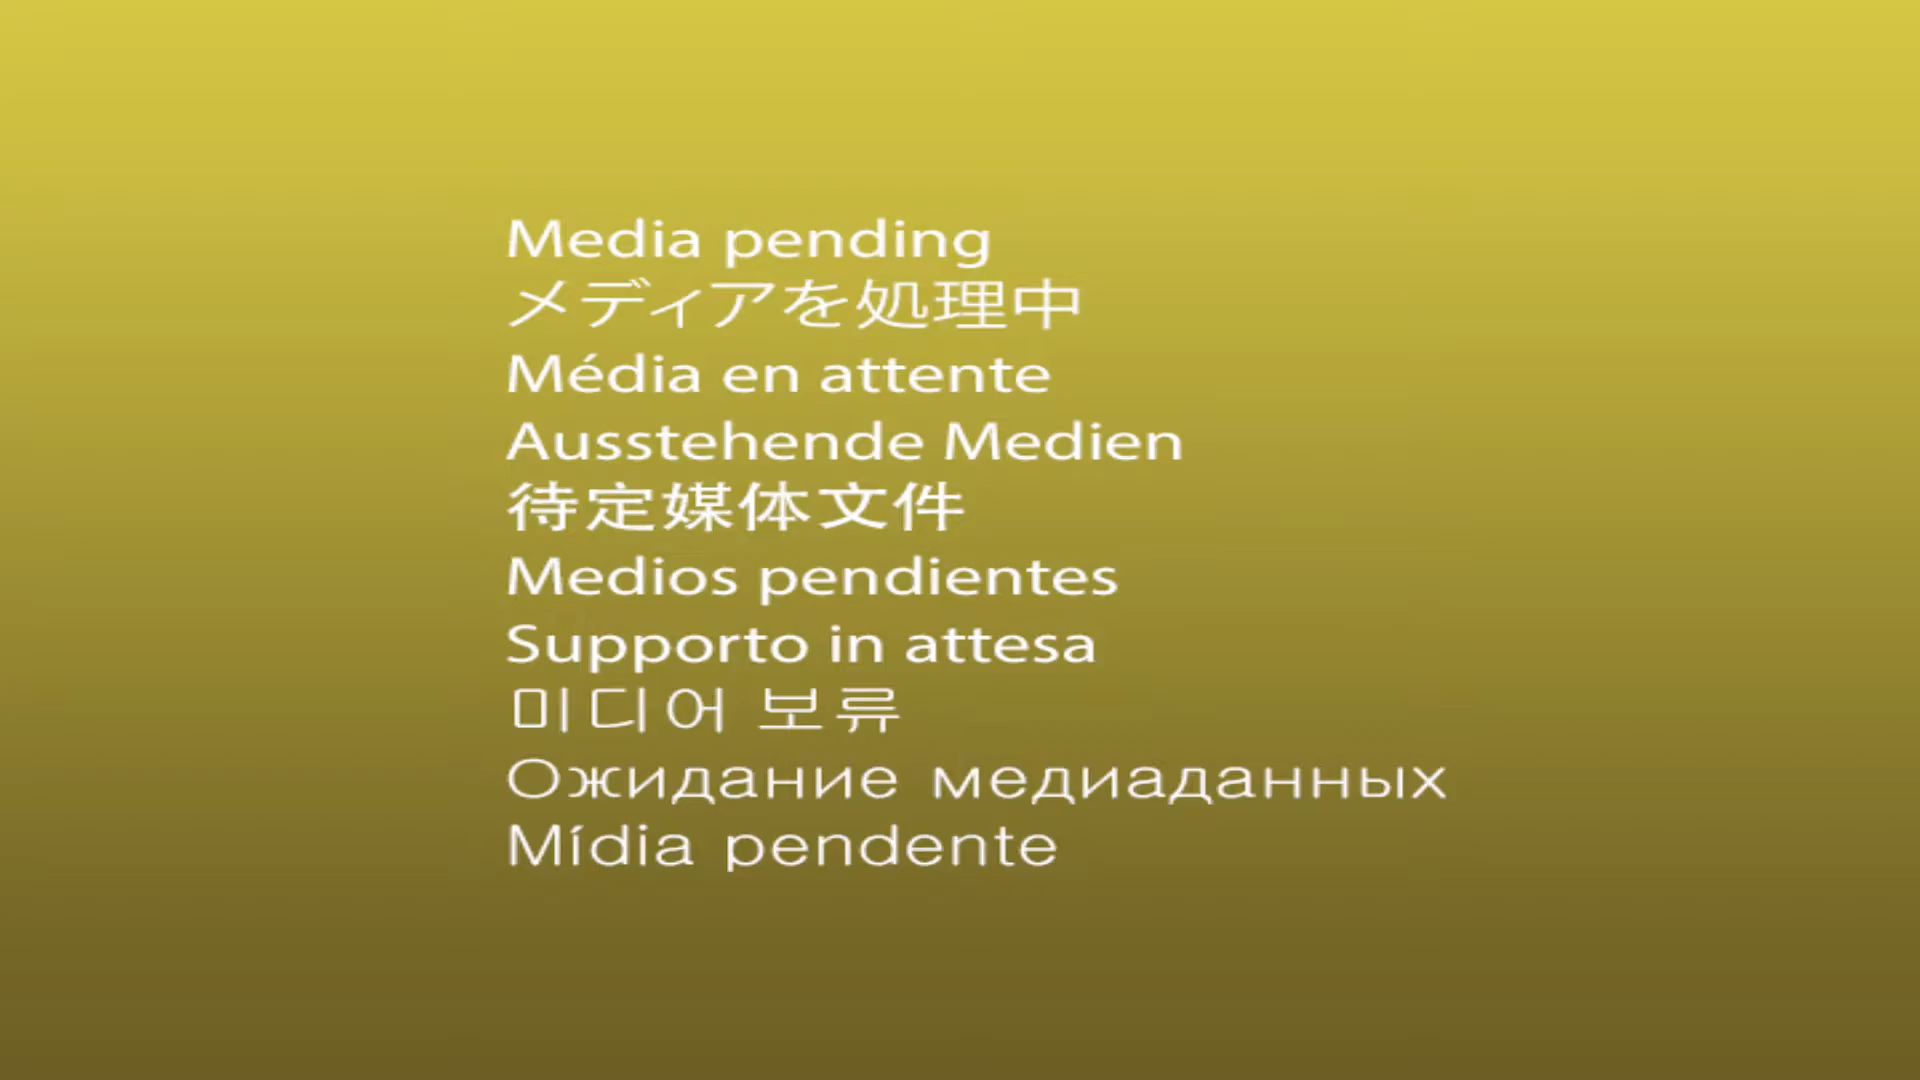 Media pending
メディアを処理中
Média en attente
Ausstehende Medien
待定媒体文件
Medios pendientes
Supporto in attesa
미디어 보류
Ожидание медиаданных
Mídia pendente